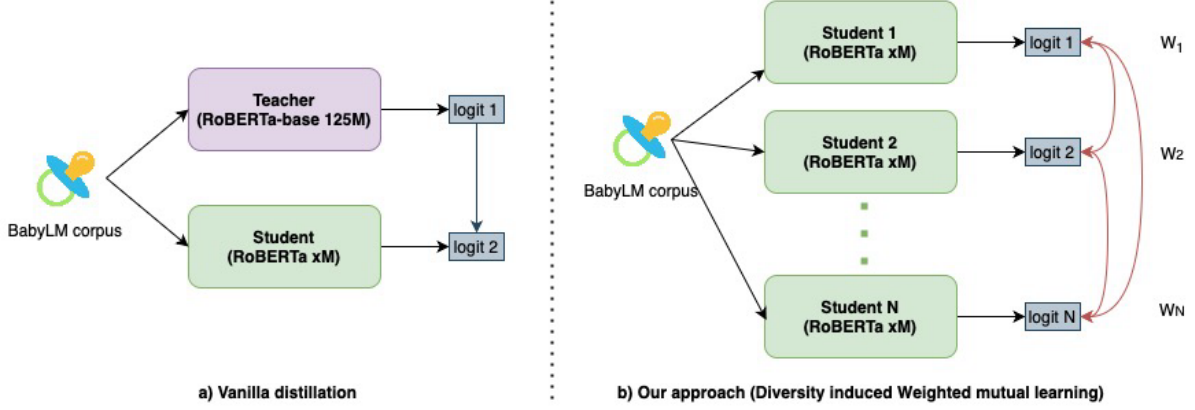 Teacher
(RoBERTa-base 125M)
logit 1
BabyLM corpus
Student
(RoBERTa xM)
logit 2
a) Vanilla distillation
Student 1
(RoBERTa xM)
logit 1
W1
Student 2
(RoBERTa xM)
logit 2
W2
BabyLM corpus
Student N
(RoBERTa xM)
logit N
WN
b) Our approach (Diversity induced Weighted mutual learning)